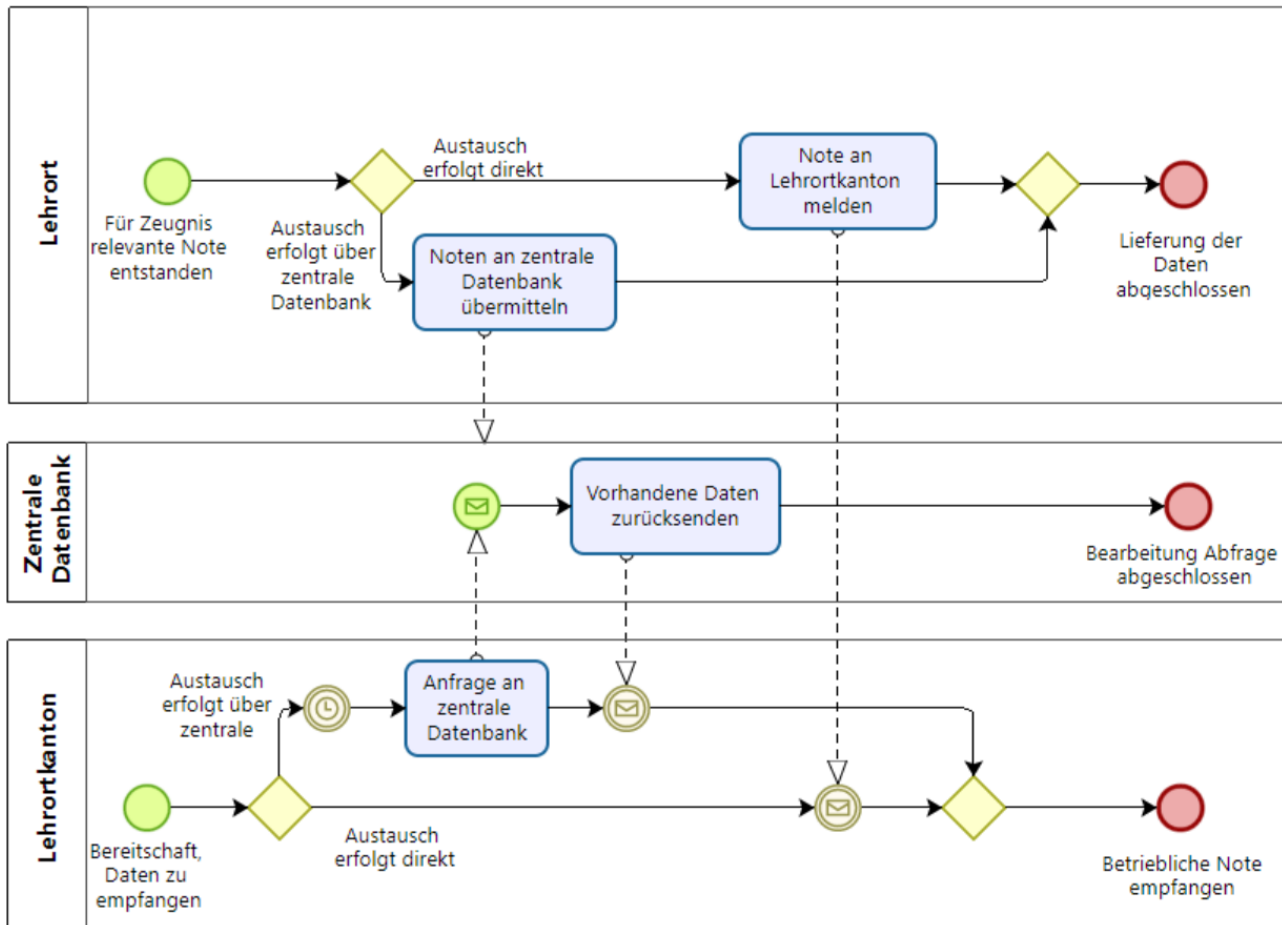 Lehrort
Austausch
erfolgt direkt
Note an
Lehrortkanton
melden
Für Zeugnis
relevante Note
entstanden
Austausch
erfolgt über
zentrale
Datenbank
Noten an zentrale
Datenbank
übermitteln
Lieferung der
Daten
abgeschlossen
Zentrale
Datenbank
Vorhandene Daten
zurücksenden
Bearbeitung Abfrage
abgeschlossen
Lehrortkanton
Austausch
erfolgt über
zentrale
Anfrage an
zentrale
Datenbank
Bereitschaft,
Daten zu
empfangen
Austausch
erfolgt direkt
Betriebliche Note
empfangen